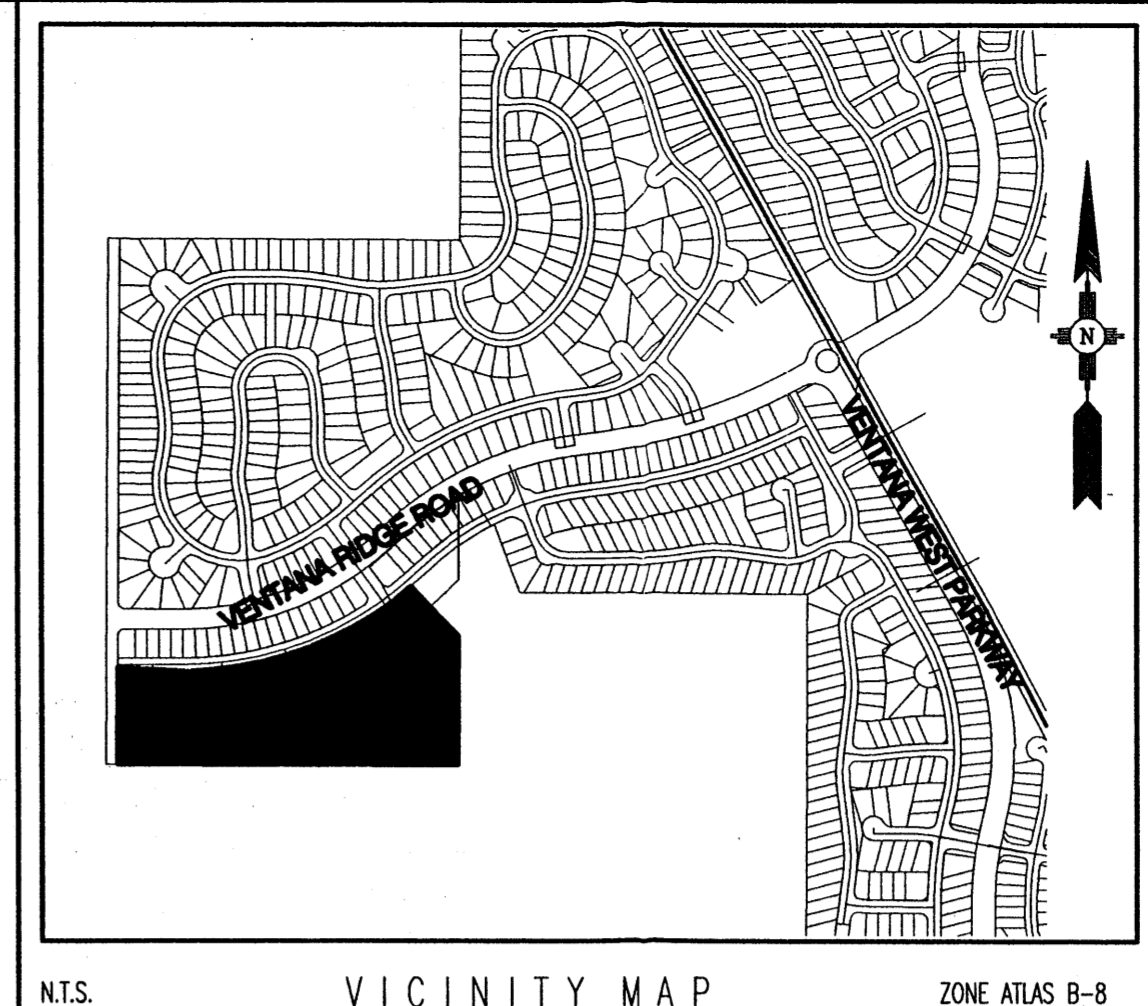 N
VENTANA RIDGE ROAD
VENTANA WEST PARKWAY
N.T.S.
VICINITY MAP
ZONE ATLAS B-8